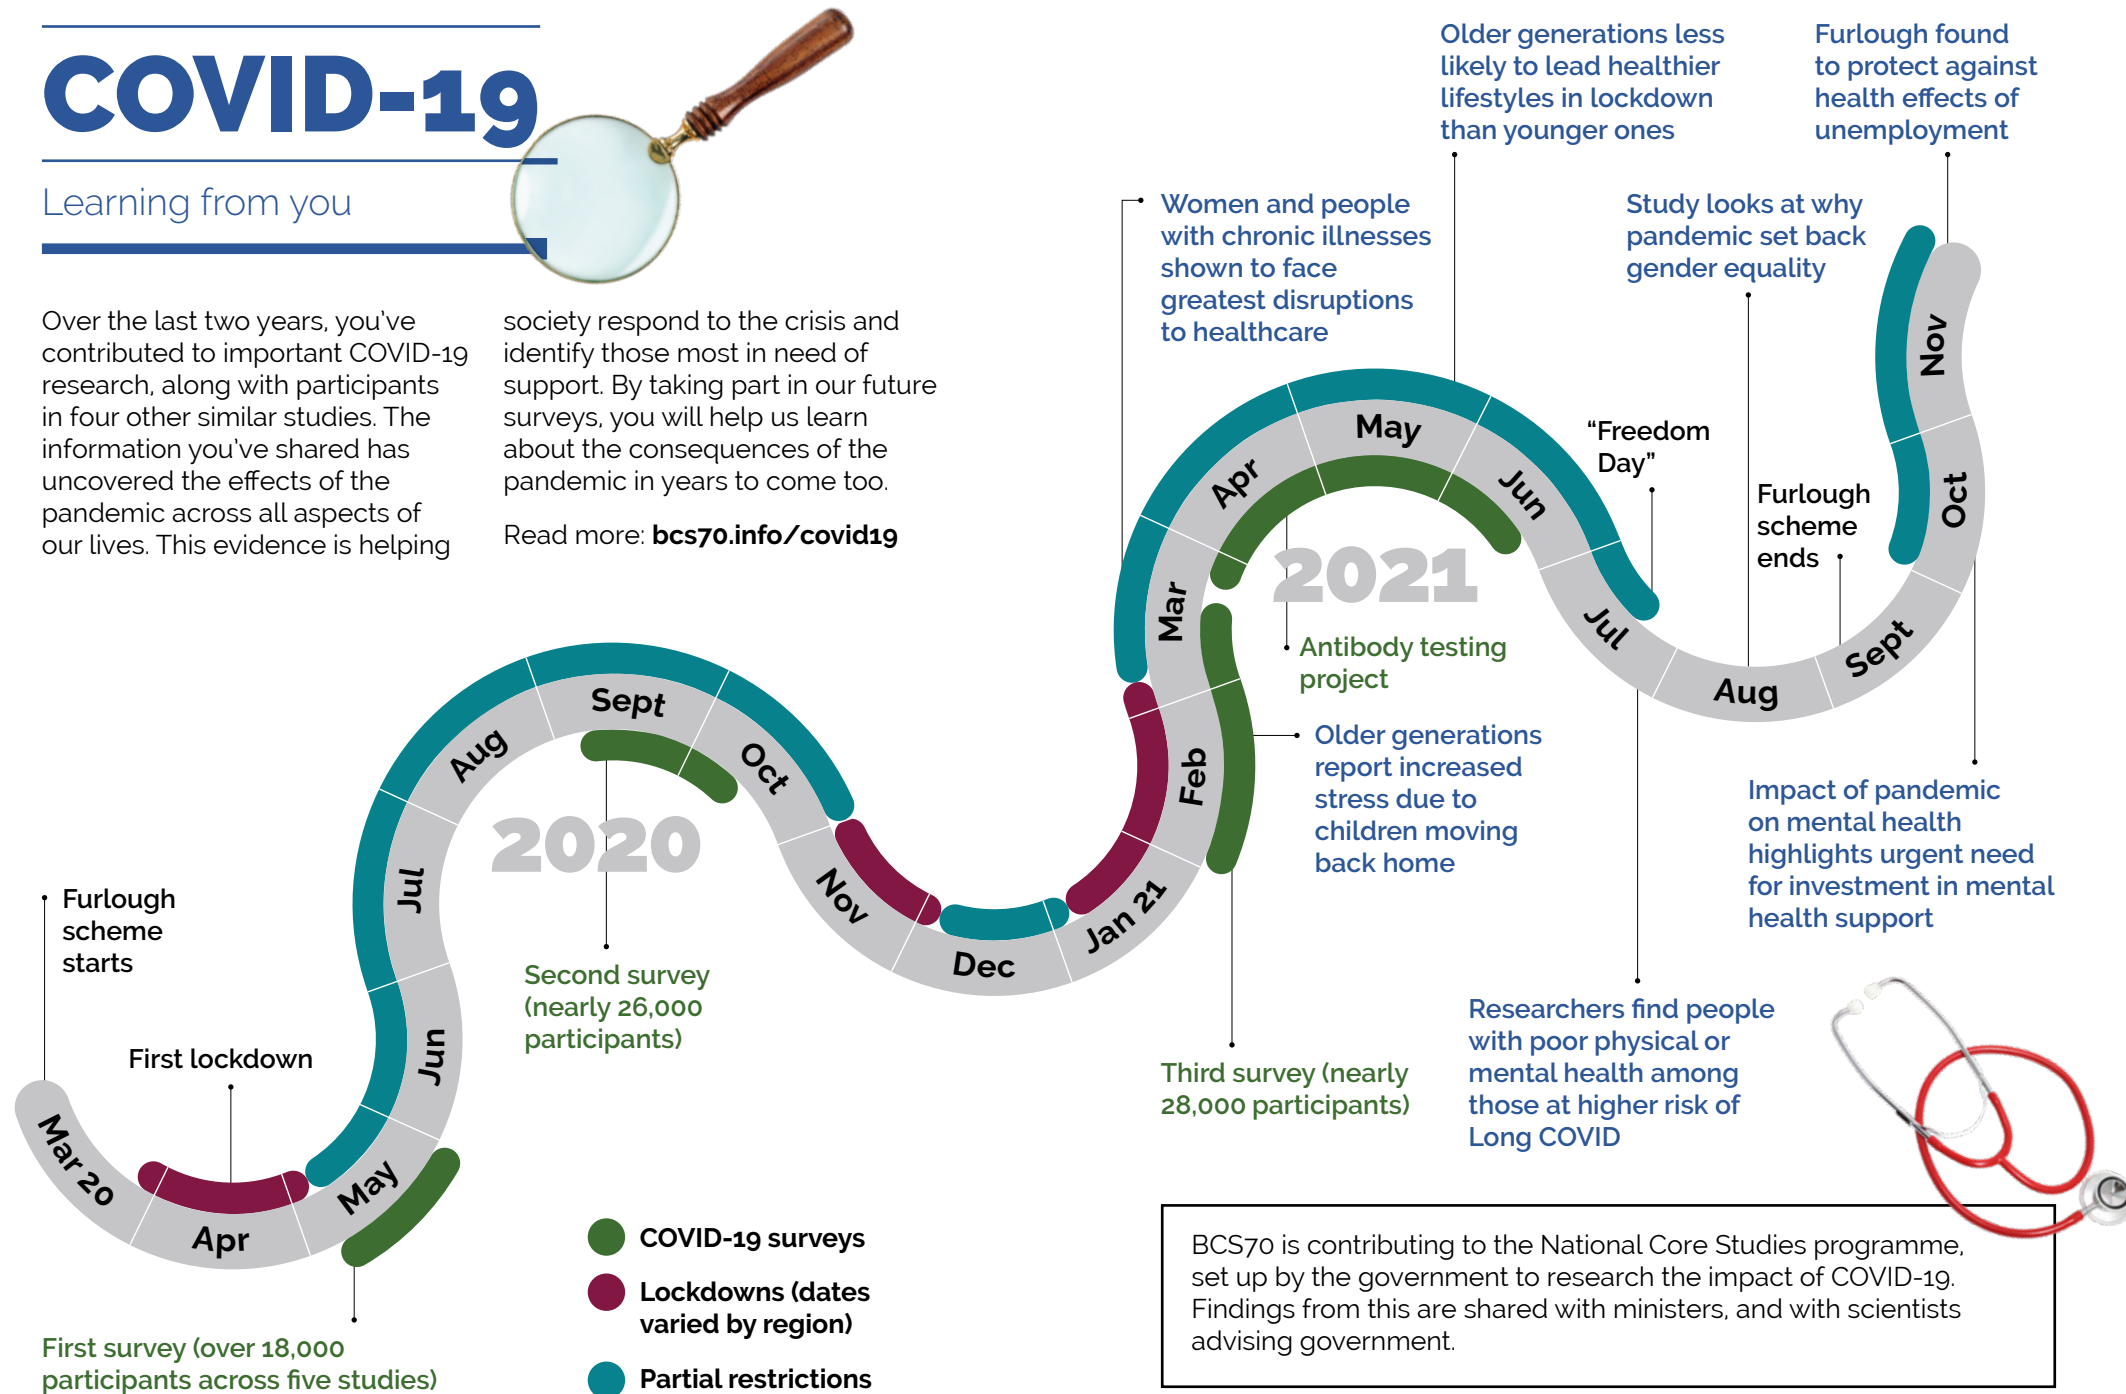 COVID-19
Learning from you
Over the last two years, you've
contributed to important COVID-19
research, along with participants
in four other similar studies. The
information you've shared has
uncovered the effects of the
pandemic across all aspects of
our lives. This evidence is helping
society respond to the crisis and
identify those most in need of
support. By taking part in our future
surveys, you will help us learn
about the consequences of the
pandemic in years to come too.
Read more: bcs70.info/covid19
Furlough
scheme
starts
First lockdown
Mar 20
Apr
May
Jun
Jul
Aug
Sept
Oct
Nov
Dec
Jan 21
Feb
Mar
Apr
May
Jun
Jul
Aug
Sept
Oct
Nov
2020
2021
First survey (over 18,000
participants across five studies)
Second survey
(nearly 26,000
participants)
Third survey (nearly
28,000 participants)
Older generations
report increased
stress due to
children moving
back home
Antibody testing
project
Women and people
with chronic illnesses
shown to face
greatest disruptions
to healthcare
Older generations less
likely to lead healthier
lifestyles in lockdown
than younger ones
"Freedom
Day"
Researchers find people
with poor physical or
mental health among
those at higher risk of
Long COVID
Study looks at why
pandemic set back
gender equality
Furlough
scheme
ends
Impact of pandemic
on mental health
highlights urgent need
for investment in mental
health support
Furlough found
to protect against
health effects of
unemployment
COVID-19 surveys
Lockdowns (dates
varied by region)
Partial restrictions
BCS70 is contributing to the National Core Studies programme,
set up by the government to research the impact of COVID-19.
Findings from this are shared with ministers, and with scientists
advising government.